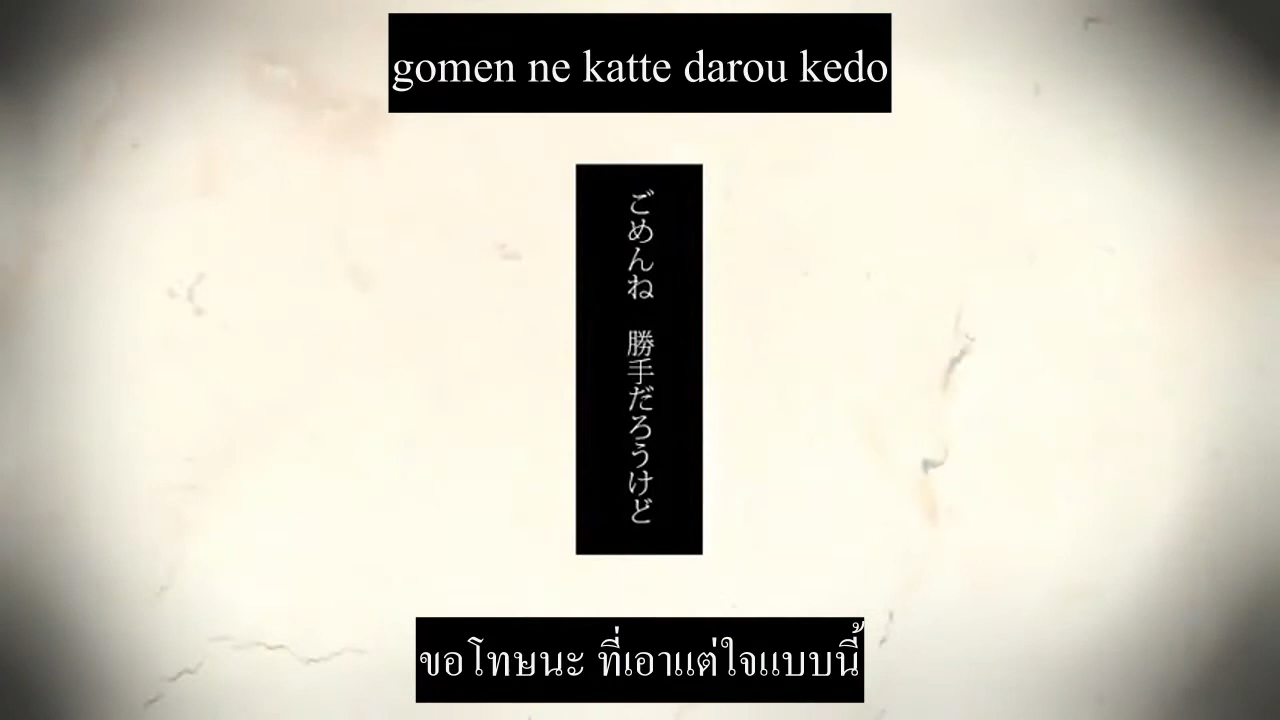 gomen ne katte darou kedo
ごめんね　勝手だろうけど
ขอโทษนะ ที่เอาแต่ใจแบบนี้